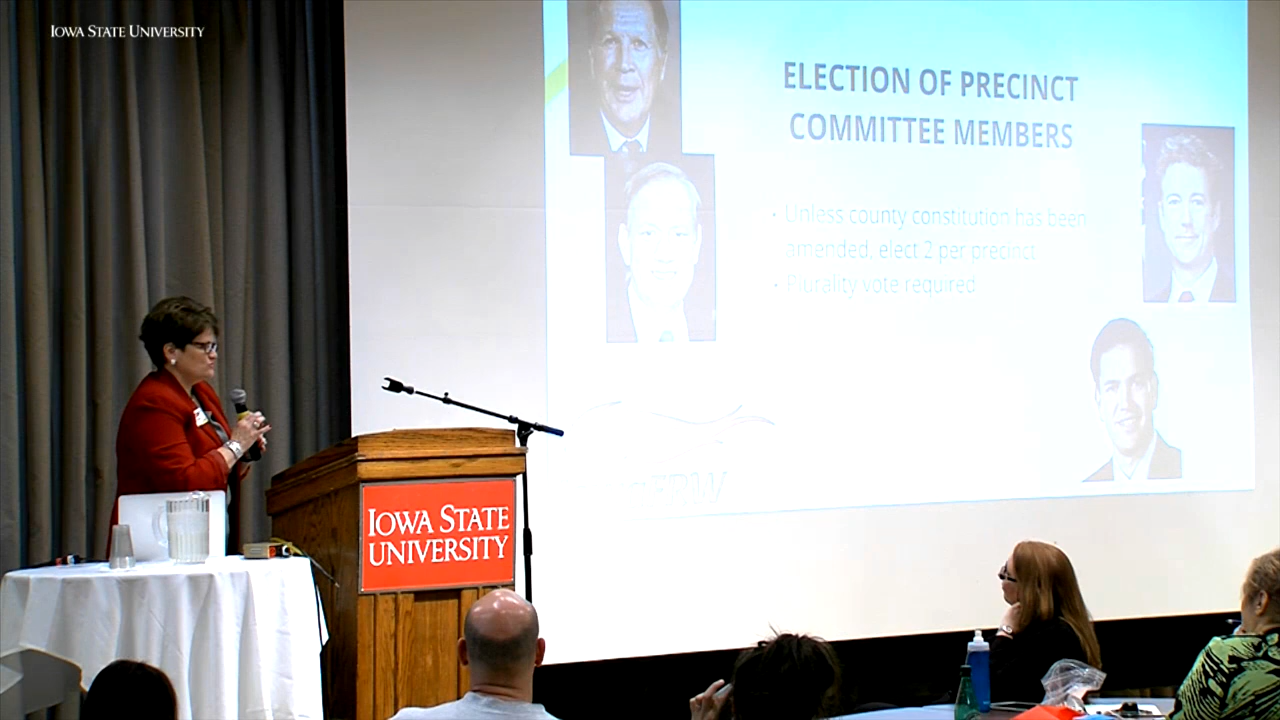 IOWA STATE UNIVERSITY
ELECTION OF PRECINCT
COMMITTEE MEMBERS
• Unless county constitution has been
amended, elect 2 per precinct
• Plurality vote required
IOWA STATE
UNIVERSITY